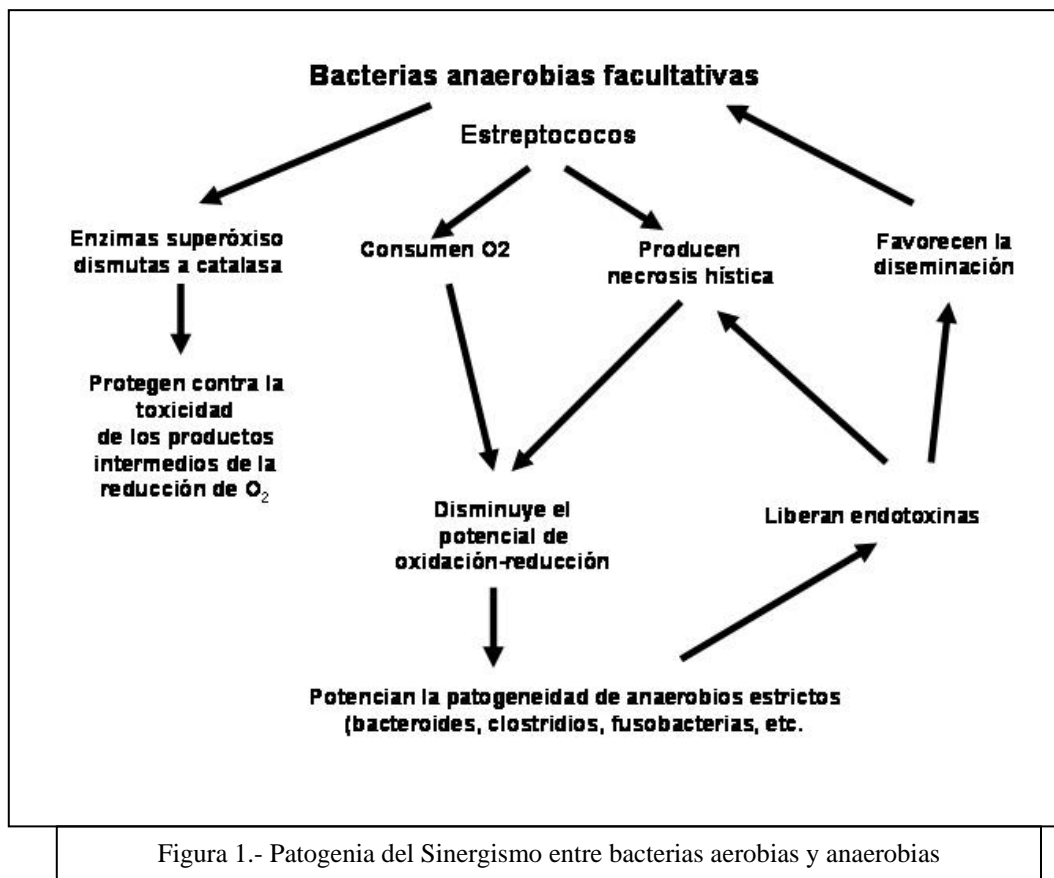 Bacterias anaerobias facultativas
Estreptococos
Enzimas superóxiso
dismutas a catalasa
Consumen O2
Producen
necrosis hística
Favorecen la
diseminación
Protegen contra la
toxicidad
de los productos
intermedios de la
reducción de O₂
Disminuye el
potencial de
oxidación-reducción
Liberan endotoxinas
Potencian la patogeneidad de anaerobios estrictos
(bacteroides, clostridios, fusobacterias, etc.
Figura 1.- Patogenia del Sinergismo entre bacterias aerobias y anaerobias